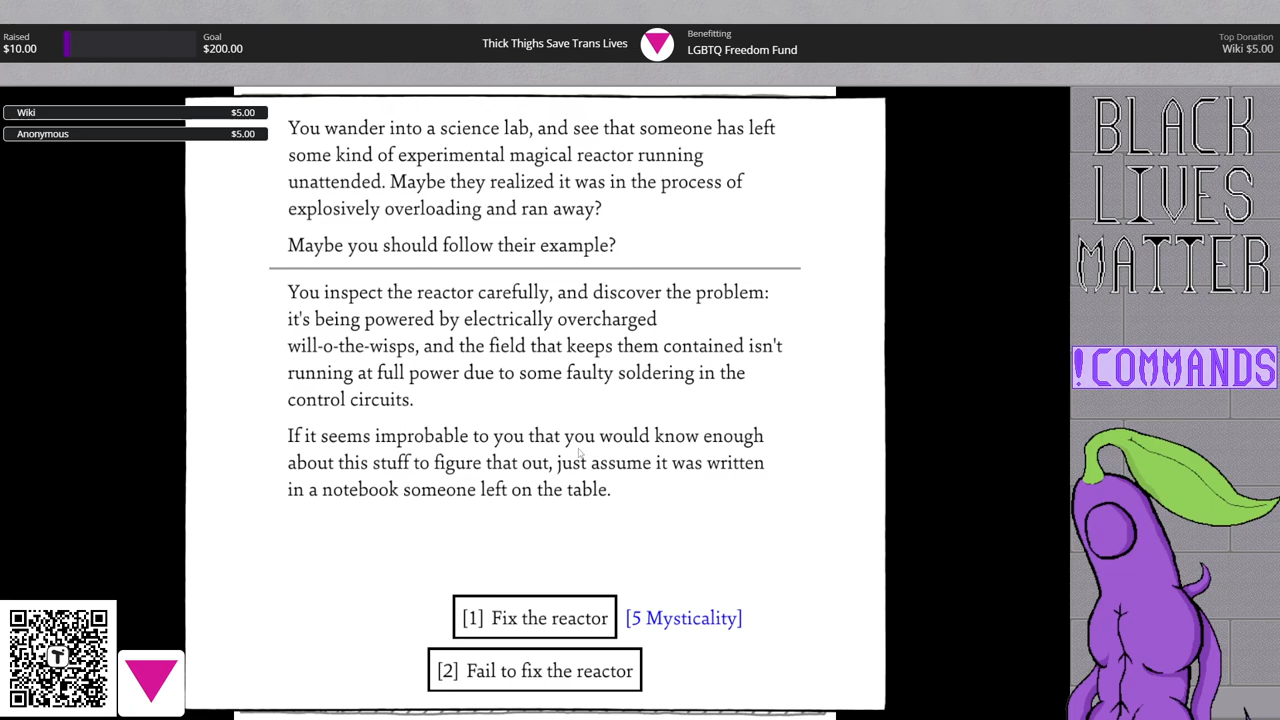 Raised
$10.00
Goal
$200.00
Thick Thighs Save Trans Lives
Benefitting
LGBTQ Freedom Fund
Top Donation
Wiki $5.00
Wiki $5.00
Anonymous $5.00
You wander into a science lab, and see that someone has left
some kind of experimental magical reactor running
unattended. Maybe they realized it was in the process of
explosively overloading and ran away?
Maybe you should follow their example?
You inspect the reactor carefully, and discover the problem:
it's being powered by electrically overcharged
will-o-the-wisps, and the field that keeps them contained isn't
running at full power due to some faulty soldering in the
control circuits.
If it seems improbable to you that you would know enough
about this stuff to figure that out, just assume it was written
in a notebook someone left on the table.
[1] Fix the reactor [5 Mysticality]
[2] Fail to fix the reactor
BLACK
LIVES
MATTER
!COMMANDS
T